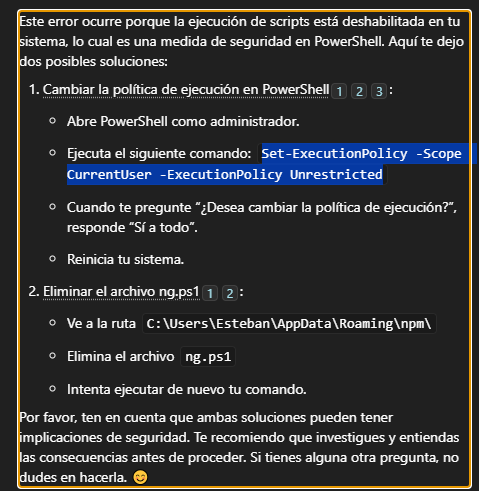 Este error ocurre porque la ejecución de scripts está deshabilitada en tu
sistema, lo cual es una medida de seguridad en PowerShell. Aquí te dejo
dos posibles soluciones:
1. Cambiar la política de ejecución en PowerShell 1 2 3 :
Abre PowerShell como administrador.
Ejecuta el siguiente comando: Set-ExecutionPolicy -Scope
CurrentUser -ExecutionPolicy Unrestricted
Cuando te pregunte “¿Desea cambiar la política de ejecución?”,
responde “Sí a todo”.
Reinicia tu sistema.
2. Eliminar el archivo ng.ps1 1 2 :
Ve a la ruta C:\Users\Esteban\AppData\Roaming\npm\
Elimina el archivo ng.ps1
Intenta ejecutar de nuevo tu comando.
Por favor, ten en cuenta que ambas soluciones pueden tener
implicaciones de seguridad. Te recomiendo que investigues y entiendas
las consecuencias antes de proceder. Si tienes alguna otra pregunta, no
dudes en hacerla. 😊